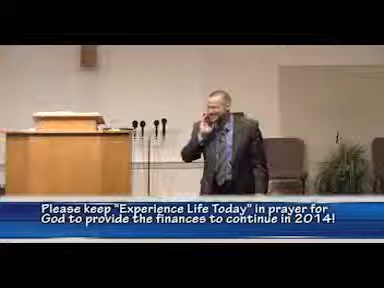 Please keep "Experience Life Today" in prayer for
God to provide the finances to continue in 2014!